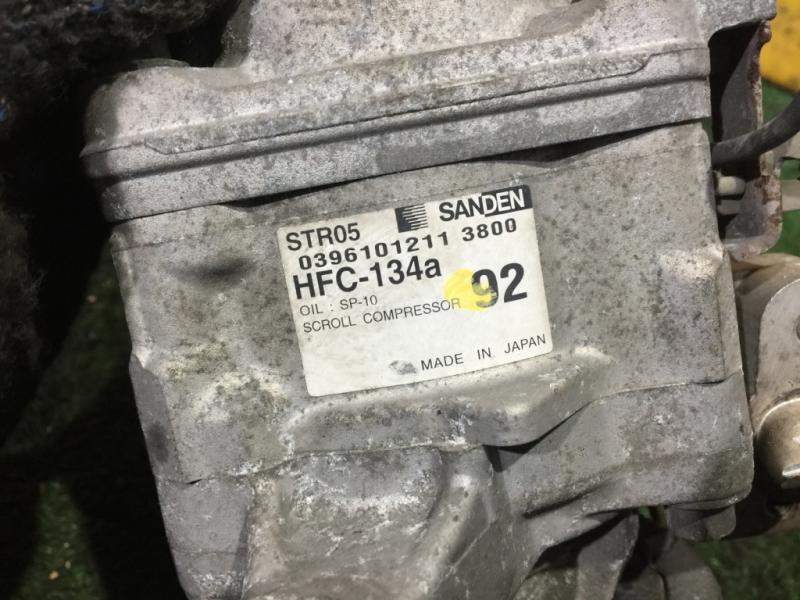 SANDEN
STR05
0396101211 3800
HFC-134a 92
OIL : SP-10
SCROLL COMPRESSOR
MADE IN JAPAN